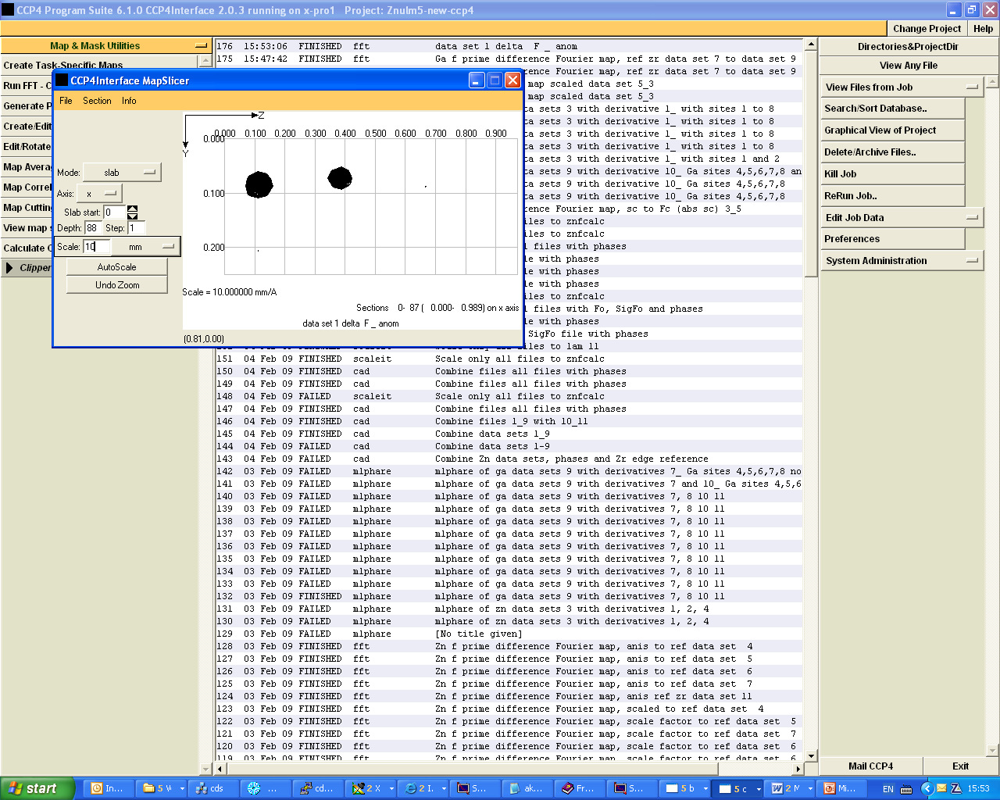 CCP4 Program Suite 6.1.0 CCP4Interface 2.0.3 running on x-pro1 Project: Znulm5-new-ccp4
Change Project Help
Map & Mask Utilities
Create Task-Specific Maps
Run FFT - C
Generate P
Create/Edit
Edit/Rotate
Map Avera
Map Correl
Map Cutting
View map s
Calculate C
Clipper
176 15:53:06 FINISHED fft data set 1 delta F _ anom
175 15:47:42 FINISHED fft Ga f prime difference Fourier map, ref zr data set 7 to data set 9
rence Fourier map, ref zr data set 7 to data set 9
map scaled data set 5_3
map scaled data set 5_3
ta sets 3 with derivative 1_ with sites 1 to 8
ta sets 3 with derivative 1_ with sites 1 to 8
ta sets 3 with derivative 1_ with sites 1 to 8
ta sets 3 with derivative 1_ with sites 1 to 8
ta sets 3 with derivative 1_ with sites 1 and 2
ta sets 9 with derivative 10_ Ga sites 4,5,6,7,8 an
ta sets 9 with derivative 10_ Ga sites 4,5,6,7,8
ta sets 9 with derivative 10_ Ga sites 4,5,6,7,8
rence Fourier map, sc to Fc (abs sc) 3_5
les to znfcalc
les to znfcalc
files with phases
le with phases
le with phases
le with phases
les to znfcalc
files with Fo, SigFo and phases
with phases
SigFo file with phases
les to lam 11
151 04 Feb 09 FINISHED scaleit Scale only all files to znfcalc
150 04 Feb 09 FINISHED cad Combine files all files with phases
149 04 Feb 09 FINISHED cad Combine files all files with phases
148 04 Feb 09 FAILED scaleit Scale only all files to znfcalc
147 04 Feb 09 FINISHED cad Combine files all files with phases
146 04 Feb 09 FINISHED cad Combine files 1_9 with 10_11
145 04 Feb 09 FINISHED cad Combine data sets 1_9
144 04 Feb 09 FAILED cad Combine data sets 1-9
143 04 Feb 09 FAILED cad Combine Zn data sets, phases and Zr edge reference
142 03 Feb 09 FAILED mlphare mlphare of ga data sets 9 with derivatives 7_ Ga sites 4,5,6,7,8 no
141 03 Feb 09 FINISHED mlphare mlphare of ga data sets 9 with derivatives 7 and 10_ Ga sites 4,5,6
140 03 Feb 09 FINISHED mlphare mlphare of ga data sets 9 with derivatives 7, 8 10 11
139 03 Feb 09 FAILED mlphare mlphare of ga data sets 9 with derivatives 7, 8 10 11
138 03 Feb 09 FAILED mlphare mlphare of ga data sets 9 with derivatives 7, 8 10 11
137 03 Feb 09 FAILED mlphare mlphare of ga data sets 9 with derivatives 7, 8 10 11
136 03 Feb 09 FAILED mlphare mlphare of ga data sets 9 with derivatives 7, 8 10 11
135 03 Feb 09 FAILED mlphare mlphare of ga data sets 9 with derivatives 7, 8 10 11
134 03 Feb 09 FAILED mlphare mlphare of ga data sets 9 with derivatives 7, 8 10 11
133 03 Feb 09 FAILED mlphare mlphare of ga data sets 9 with derivatives 7, 8 10 11
132 03 Feb 09 FINISHED mlphare mlphare of ga data sets 9 with derivatives 7, 8 10 11
131 03 Feb 09 FAILED mlphare mlphare of zn data sets 3 with derivatives 1, 2, 4
130 03 Feb 09 FAILED mlphare mlphare of zn data sets 3 with derivatives 1, 2, 4
129 03 Feb 09 FAILED mlphare [No title given]
128 03 Feb 09 FINISHED fft Zn f prime difference Fourier map, anis to ref data set 4
127 03 Feb 09 FINISHED fft Zn f prime difference Fourier map, anis to ref data set 5
126 03 Feb 09 FINISHED fft Zn f prime difference Fourier map, anis to ref data set 6
125 03 Feb 09 FINISHED fft Zn f prime difference Fourier map, anis to ref data set 7
124 03 Feb 09 FINISHED fft Zn f prime difference Fourier map, anis ref zr data set 11
123 03 Feb 09 FINISHED fft Zn f prime difference Fourier map, scaled to ref data set 4
122 03 Feb 09 FINISHED fft Zn f prime difference Fourier map, scale factor to ref data set 5
121 03 Feb 09 FINISHED fft Zn f prime difference Fourier map, scale factor to ref data set 7
120 03 Feb 09 FINISHED fft Zn f prime difference Fourier map, scale factor to ref data set 6
119 03 Feb 09 FINISHED fft Zn f prime difference Fourier map, scale factor to ref data set 6
CCP4Interface MapSlicer
File Section Info
Mode: slab
Axis: x
Slab start: 0
Depth: 88 Step: 1
Scale: 10 mm
AutoScale
Undo Zoom
Z
0.000 0.100 0.200 0.300 0.400 0.500 0.600 0.700 0.800 0.900
0.000
Y
0.100
0.200
Scale = 10.000000 mm/A
Sections 0- 87 ( 0.000- 0.989) on x axis
data set 1 delta F _ anom
(0.81,0.00)
Directories&ProjectDir
View Any File
View Files from Job
Search/Sort Database..
Graphical View of Project
Delete/Archive Files..
Kill Job
ReRun Job..
Edit Job Data
Preferences
System Administration
Mail CCP4 Exit
start In... 5 cds ... cd... 2 X 2 I. S... ak... Fr... S... 5 b 5 c 2 Mi... EN 15:53